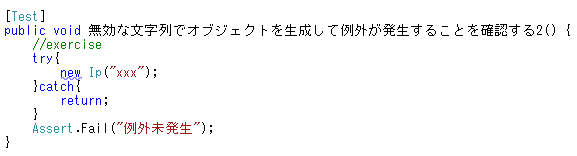 [Test]
public void 無効な文字列でオブジェクトを生成して例外が発生することを確認する2() {
//exercise
try{
new Ip("xxx");
}catch{
return;
}
Assert.Fail("例外未発生");
}